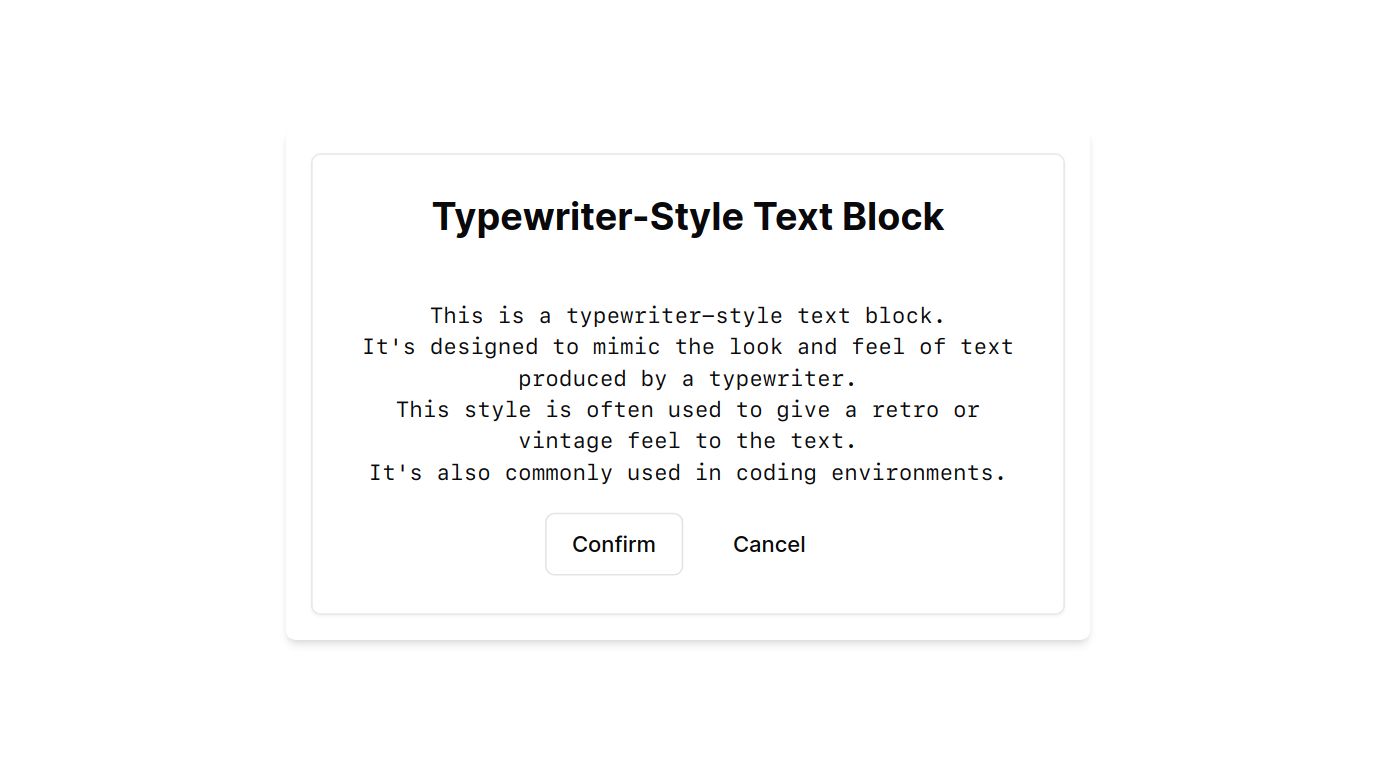 Typewriter-Style Text Block
This is a typewriter-style text block.
It's designed to mimic the look and feel of text
produced by a typewriter.
This style is often used to give a retro or
vintage feel to the text.
It's also commonly used in coding environments.
Confirm
Cancel